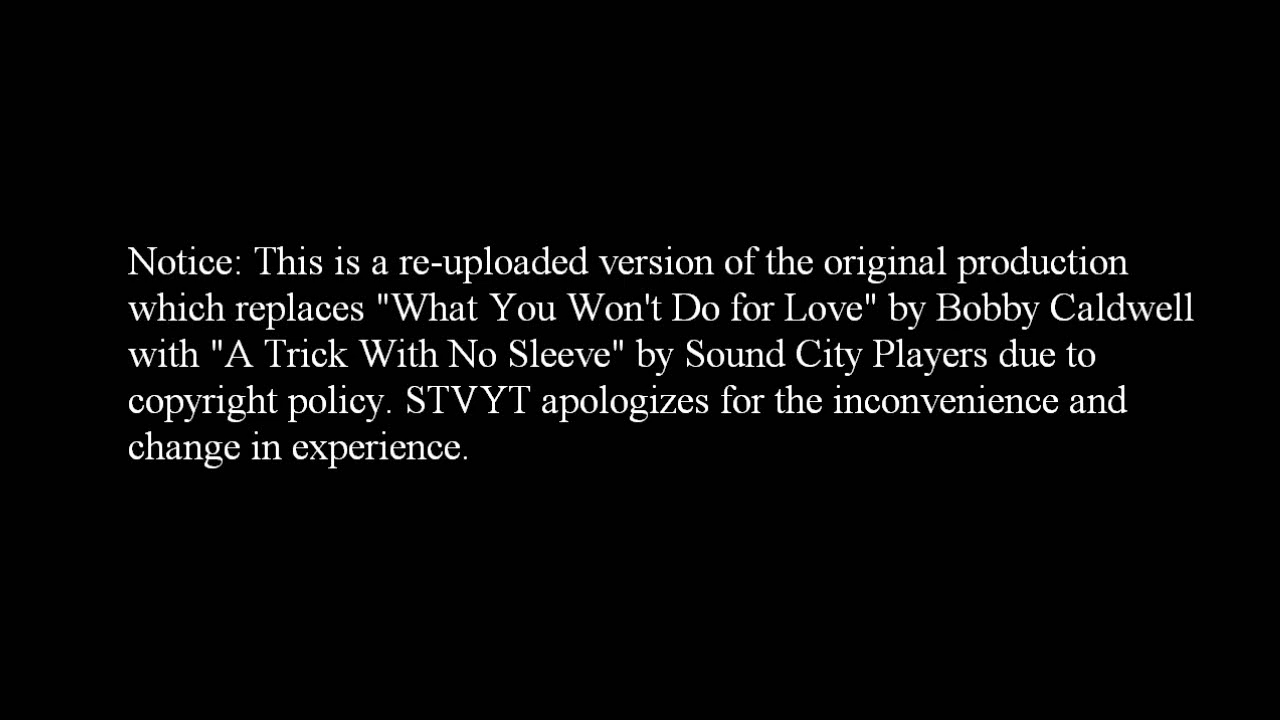 Notice: This is a re-uploaded version of the original production
which replaces "What You Won't Do for Love" by Bobby Caldwell
with "A Trick With No Sleeve" by Sound City Players due to
copyright policy. STVYT apologizes for the inconvenience and
change in experience.